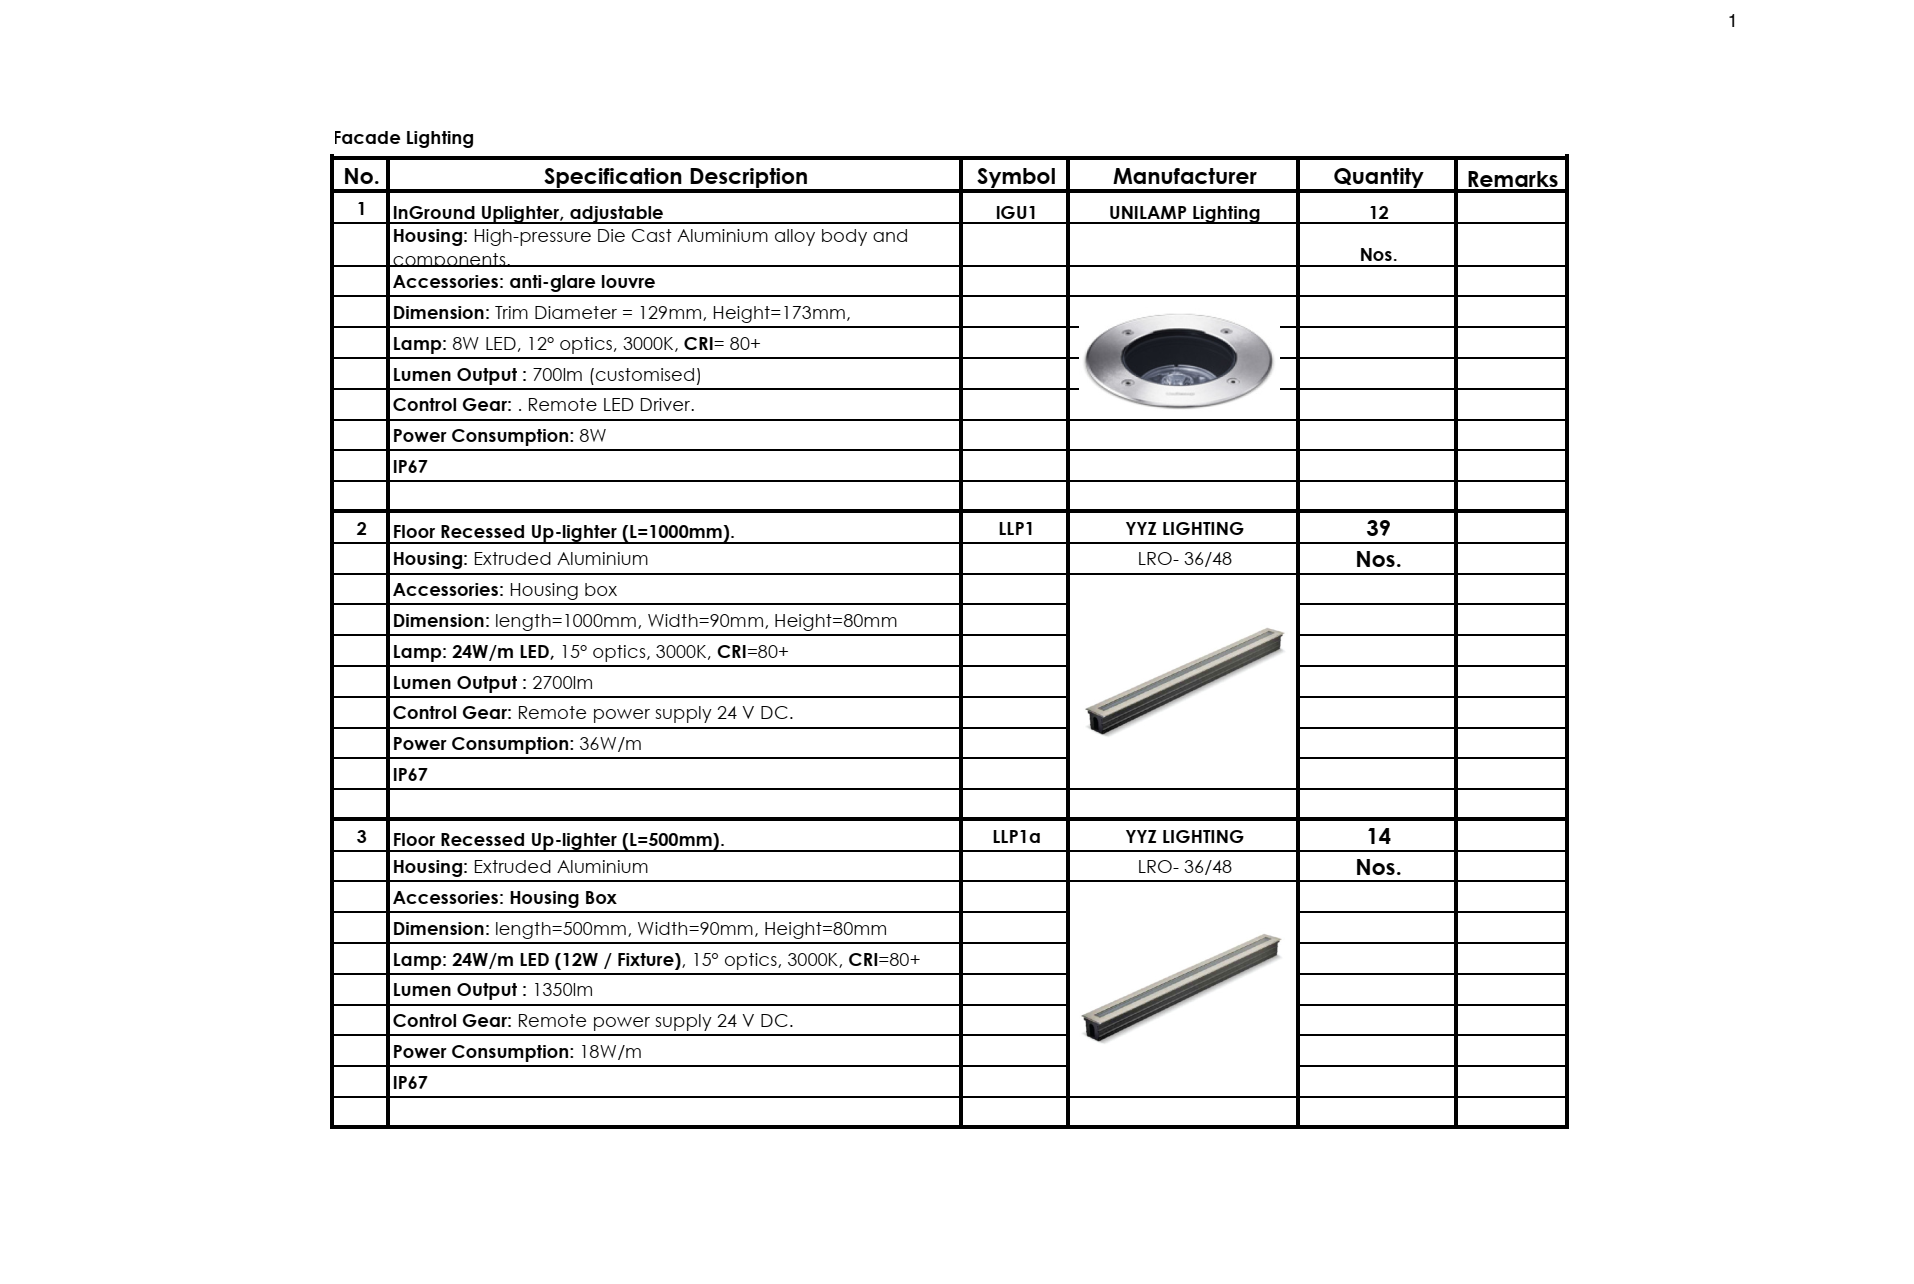 1
Facade Lighting
No. Specification Description Symbol Manufacturer Quantity Remarks
1 InGround Uplighter, adjustable IGU1 UNILAMP Lighting 12
Housing: High-pressure Die Cast Aluminium alloy body and
components. Nos.
Accessories: anti-glare louvre
Dimension: Trim Diameter = 129mm, Height=173mm,
Lamp: 8W LED, 12° optics, 3000K, CRI= 80+
Lumen Output : 700lm (customised)
Control Gear: . Remote LED Driver.
Power Consumption: 8W
IP67
2 Floor Recessed Up-lighter (L=1000mm). LLP1 YYZ LIGHTING 39
Housing: Extruded Aluminium LRO- 36/48 Nos.
Accessories: Housing box
Dimension: length=1000mm, Width=90mm, Height=80mm
Lamp: 24W/m LED, 15° optics, 3000K, CRI=80+
Lumen Output : 2700lm
Control Gear: Remote power supply 24 V DC.
Power Consumption: 36W/m
IP67
3 Floor Recessed Up-lighter (L=500mm). LLP1a YYZ LIGHTING 14
Housing: Extruded Aluminium LRO- 36/48 Nos.
Accessories: Housing Box
Dimension: length=500mm, Width=90mm, Height=80mm
Lamp: 24W/m LED (12W / Fixture), 15° optics, 3000K, CRI=80+
Lumen Output : 1350lm
Control Gear: Remote power supply 24 V DC.
Power Consumption: 18W/m
IP67